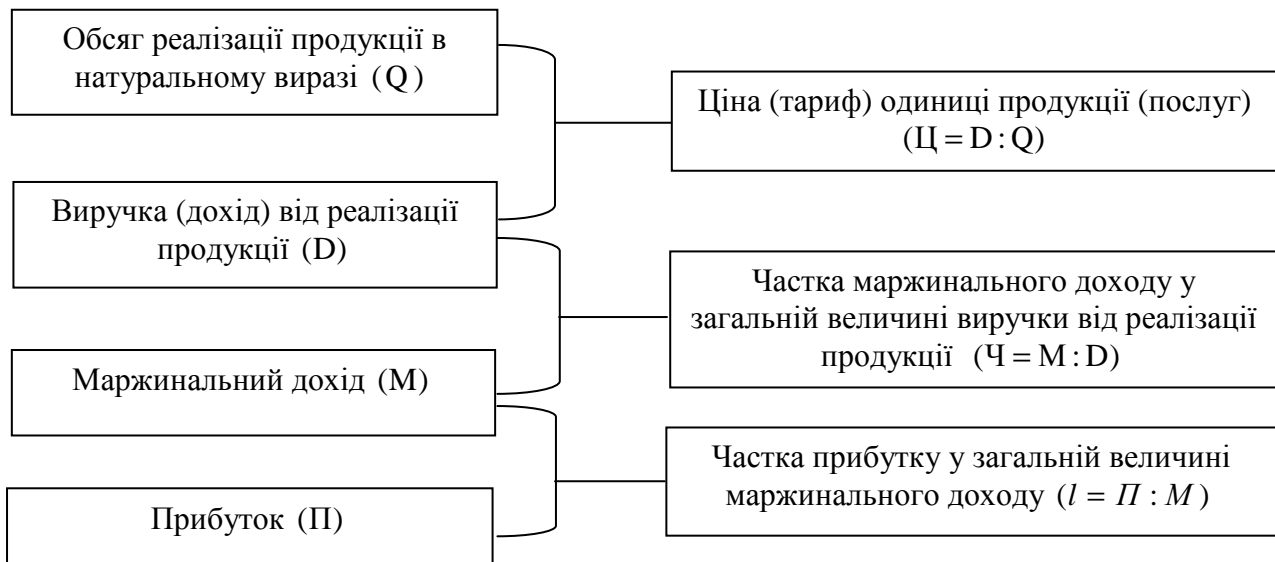 Обсяг реалізації продукції в
натуральному виразі (Q)
Ціна (тариф) одиниці продукції (послуг)
(Ц = D : Q)
Виручка (дохід) від реалізації
продукції (D)
Частка маржинального доходу у
загальній величині виручки від реалізації
продукції (Ч = М : D)
Маржинальний дохід (М)
Частка прибутку у загальній величині
маржинального доходу (l = П : М)
Прибуток (П)